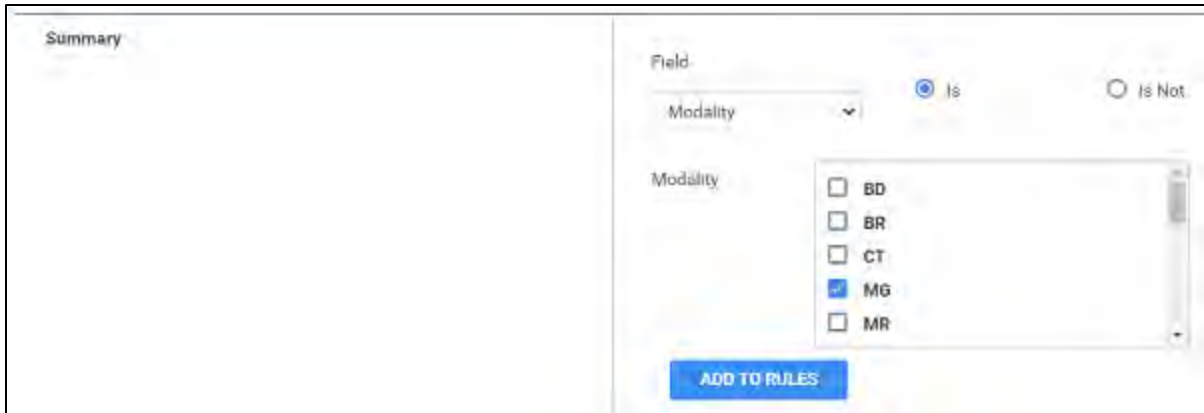 Summary
Field
Is
Is Not
Modality
Modality
BD
BR
CT
MG
MR
ADD TO RULES